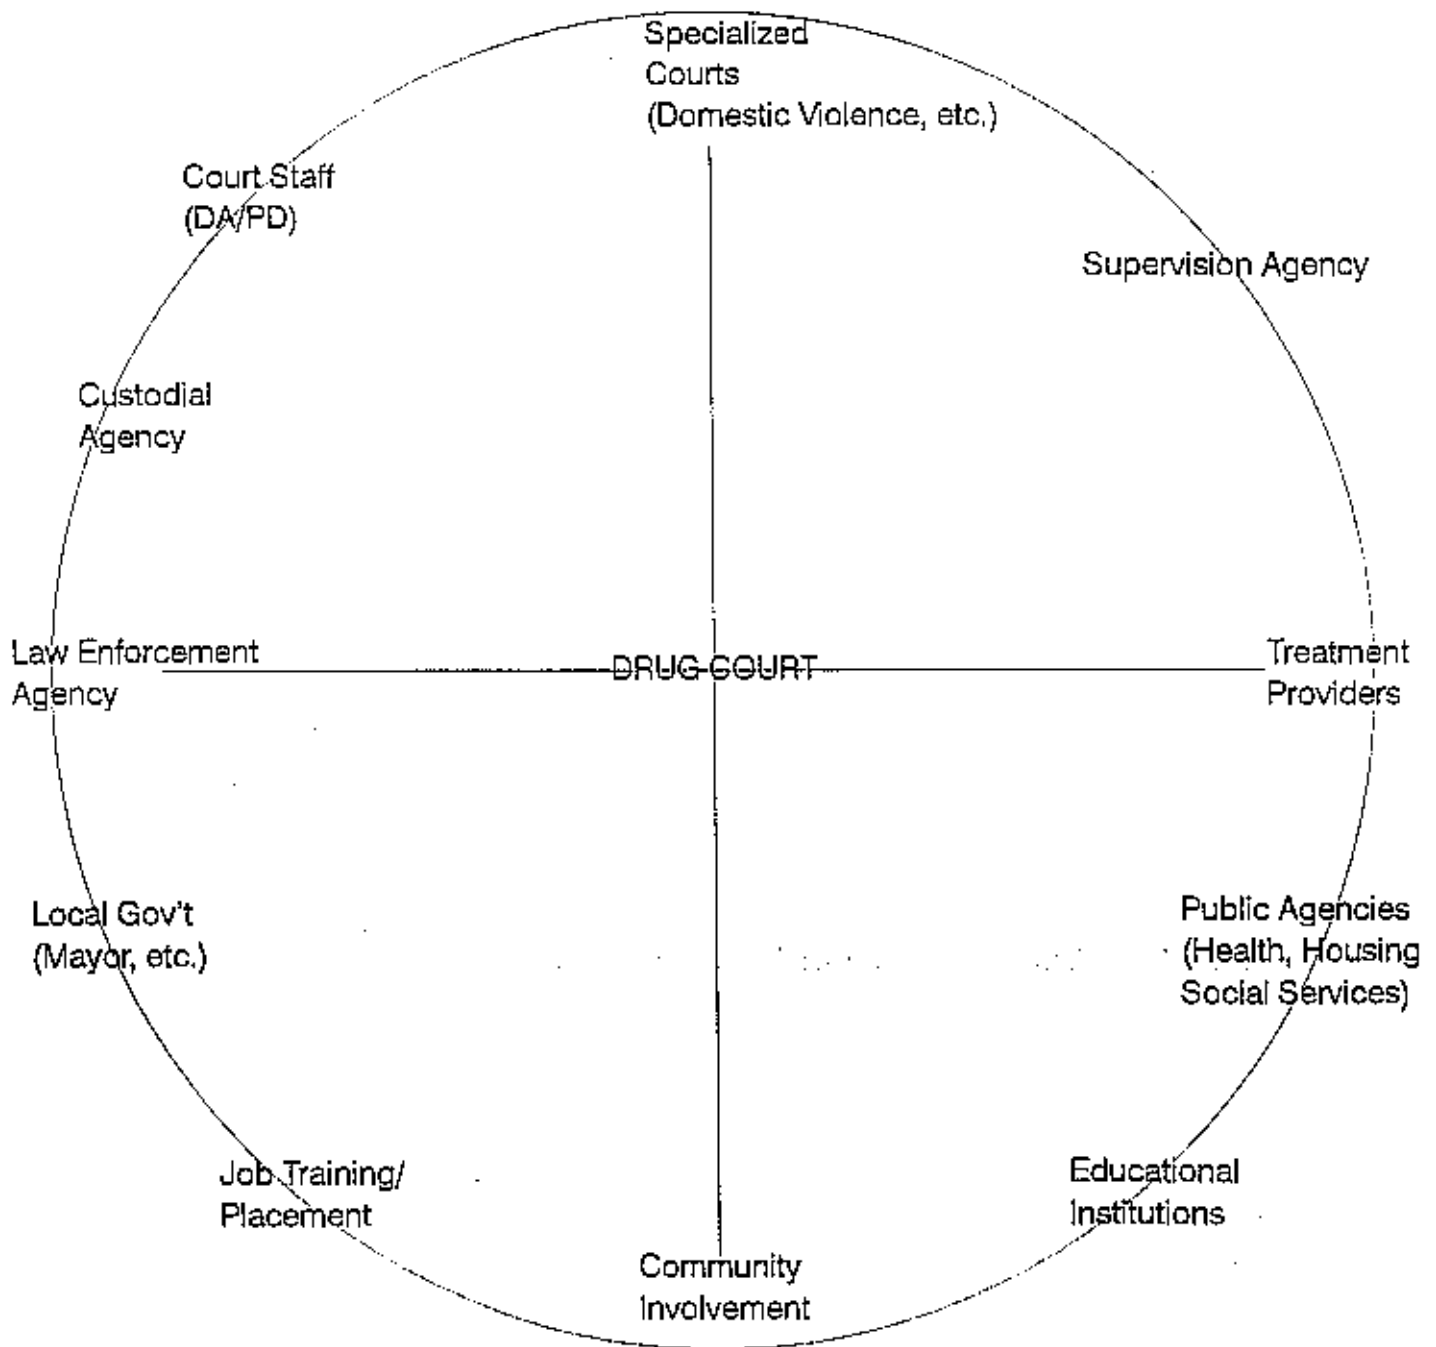 Specialized
Courts
(Domestic Violence, etc.)
Court Staff
(DA/PD)
Supervision Agency
Custodial
Agency
Law Enforcement
Agency
DRUG COURT
Treatment
Providers
Local Gov't
(Mayor, etc.)
Public Agencies
(Health, Housing
Social Services)
Job Training/
Placement
Educational
Institutions
Community
Involvement